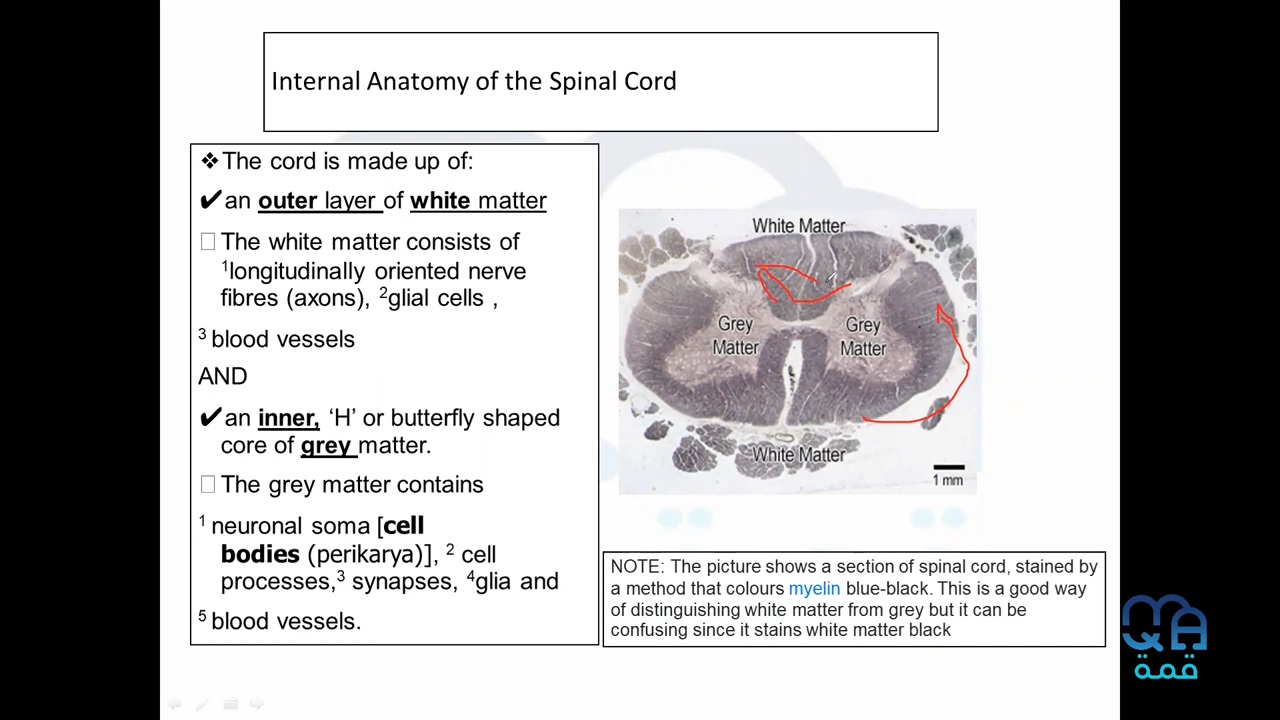 Internal Anatomy of the Spinal Cord
❖The cord is made up of:
✔an outer layer of white matter
□ The white matter consists of
¹longitudinally oriented nerve
fibres (axons), ²glial cells ,
³ blood vessels
AND
✔an inner, ‘H’ or butterfly shaped
core of grey matter.
□ The grey matter contains
¹ neuronal soma [cell
bodies (perikarya)], ² cell
processes,³ synapses, ⁴glia and
⁵ blood vessels.
White Matter
Grey
Matter
Grey
Matter
White Matter
1 mm
NOTE: The picture shows a section of spinal cord, stained by
a method that colours myelin blue-black. This is a good way
of distinguishing white matter from grey but it can be
confusing since it stains white matter black
QA
قمة